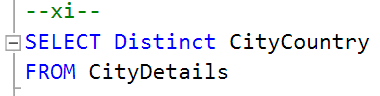 --xi--
SELECT Distinct CityCountry
FROM CityDetails